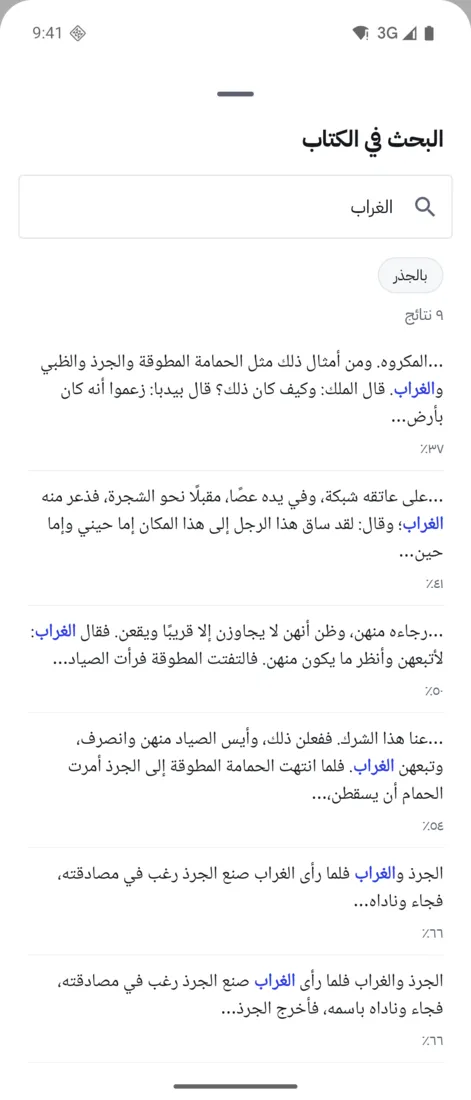 9:41 3G
البحث في الكتاب
الغراب
بالجذر
٩ نتائج
...المكروه. ومن أمثال ذلك مثل الحمامة المطوقة والجرذ والظبي
والغراب. قال الملك: وكيف كان ذلك؟ قال بيدبا: زعموا أنه كان
بأرض...
٣٧٪
...على عاتقه شبكة، وفي يده عصًا، مقبلًا نحو الشجرة، فذعر منه
الغراب؛ وقال: لقد ساق هذا الرجل إلى هذا المكان إما حيني وإما
حين...
٤١٪
...رجاءه منهن، وظن أنهن لا يجاوزن إلا قريبًا ويقعن. فقال الغراب:
لأتبعهن وأنظر ما يكون منهن. فالتفتت المطوقة فرأت الصياد...
٥٠٪
...عنا هذا الشرك. ففعلن ذلك، وأيس الصياد منهن وانصرف،
وتبعهن الغراب. فلما انتهت الحمامة المطوقة إلى الجرذ أمرت
الحمام أن يسقطن،...
٥٤٪
الجرذ والغراب فلما رأى الغراب صنع الجرذ رغب في مصادقته،
فجاء وناداه...
٦٦٪
الجرذ والغراب فلما رأى الغراب صنع الجرذ رغب في مصادقته،
فجاء وناداه باسمه، فأخرج الجرذ...
٦٦٪